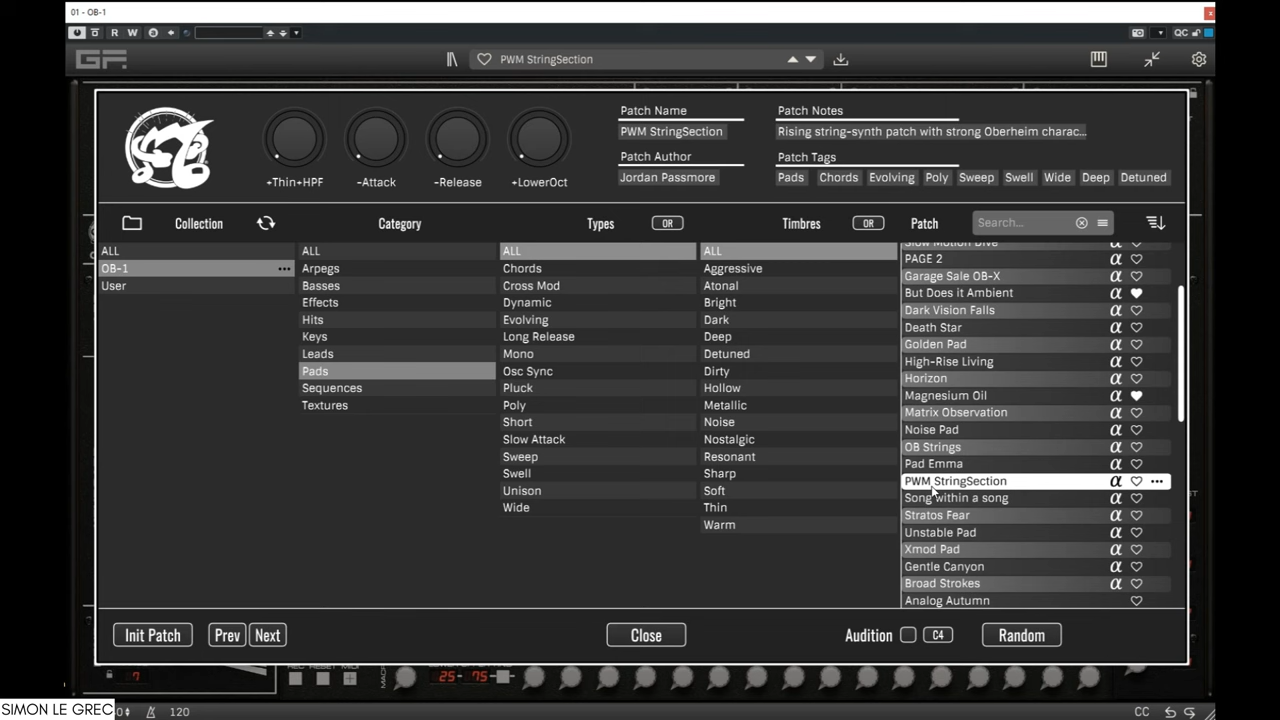 01 - OB-1
R W QC
GF. PWM StringSection
Patch Name Patch Notes
PWM StringSection Rising string-synth patch with strong Oberheim charac...
Patch Author Patch Tags
Jordan Passmore Pads Chords Evolving Poly Sweep Swell Wide Deep Detuned
+Thin+HPF -Attack -Release +LowerOct
Collection Category Types OR Timbres OR Patch Search...
ALL
OB-1
User
ALL
Arpegs
Basses
Effects
Hits
Keys
Leads
Pads
Sequences
Textures
ALL
Chords
Cross Mod
Dynamic
Evolving
Long Release
Mono
Osc Sync
Pluck
Poly
Short
Slow Attack
Sweep
Swell
Unison
Wide
ALL
Aggressive
Atonal
Bright
Dark
Deep
Detuned
Dirty
Hollow
Metallic
Noise
Nostalgic
Resonant
Sharp
Soft
Thin
Warm
Slow Motion Dive
PAGE 2 α
Garage Sale OB-X α
But Does it Ambient α
Dark Vision Falls α
Death Star α
Golden Pad α
High-Rise Living α
Horizon α
Magnesium Oil α
Matrix Observation α
Noise Pad α
OB Strings α
Pad Emma α
PWM StringSection α
Song within a song α
Stratos Fear α
Unstable Pad α
Xmod Pad α
Gentle Canyon α
Broad Strokes α
Analog Autumn
Init Patch Prev Next Close Audition C4 Random
REC RESET MIDI
7 25 - 75
SIMON LE GREC 120 CC